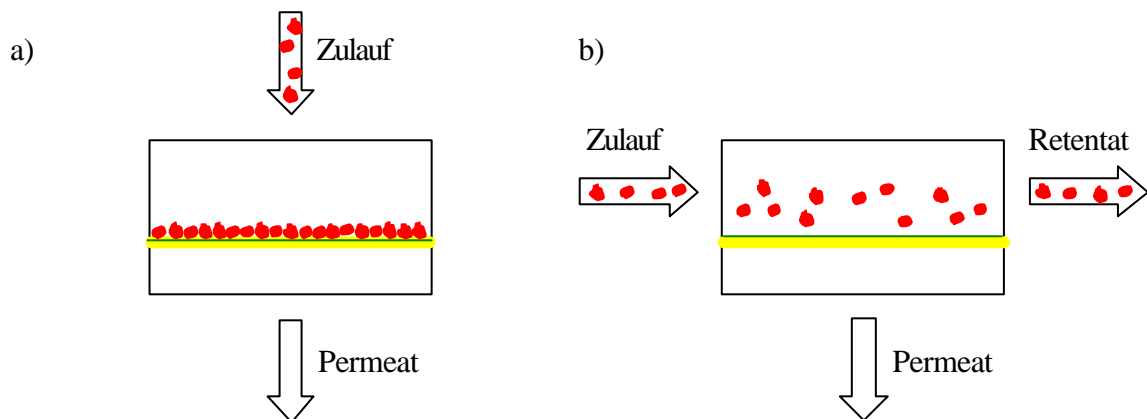 a)
Zulauf
Permeat
b)
Zulauf
Retentat
Permeat